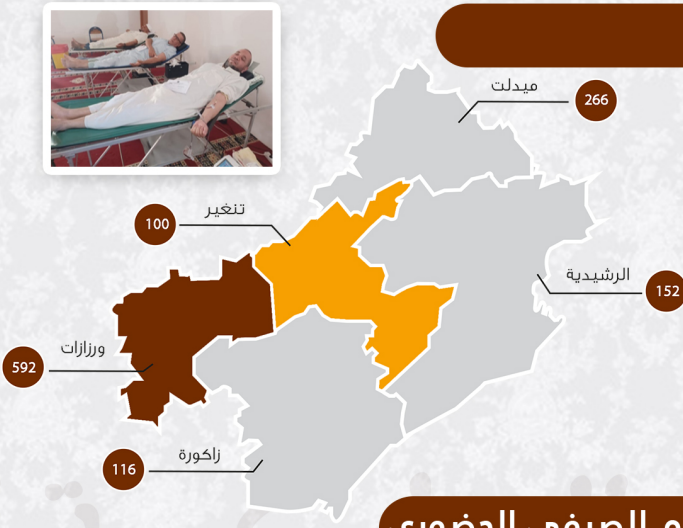 ميدلت
266
تنغير
100
الرشيدية
152
ورزازات
592
زاكورة
116